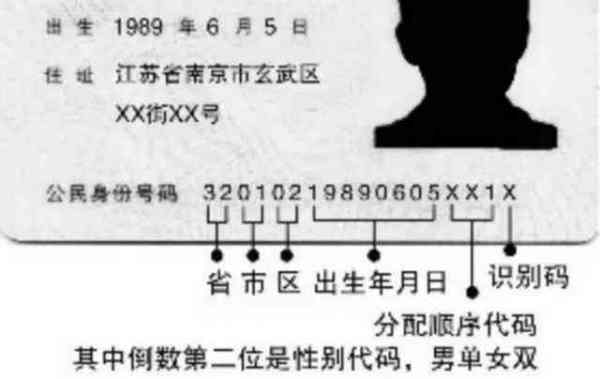 出生 1989 年 6 月 5 日
住址 江苏省南京市玄武区
XX街XX号
公民身份号码 32010219890605XX1X
省 市 区 出生年月日 识别码
分配顺序代码
其中倒数第二位是性别代码，男单女双